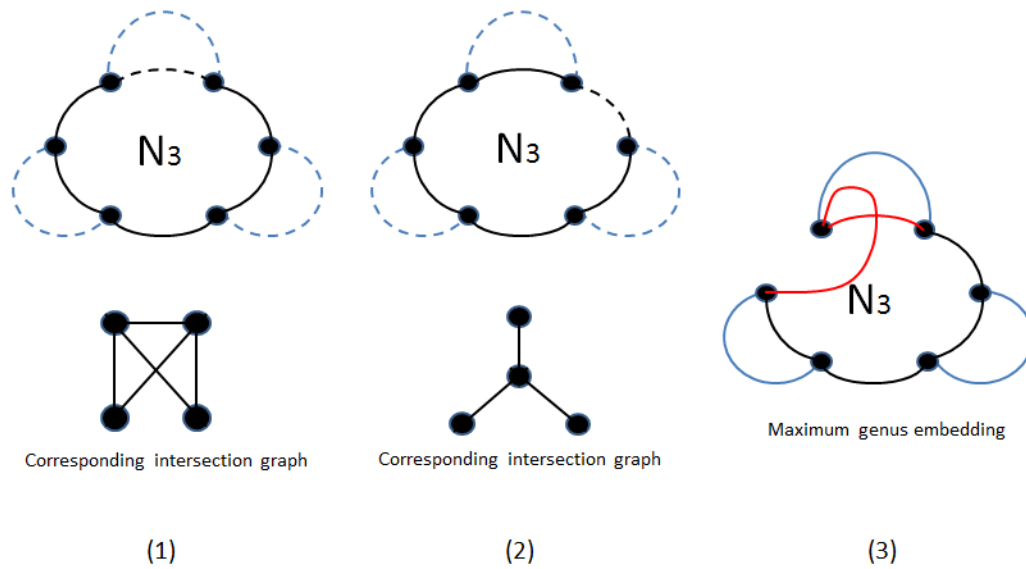 N3
N3
N3
Corresponding intersection graph
Corresponding intersection graph
Maximum genus embedding
(1)
(2)
(3)